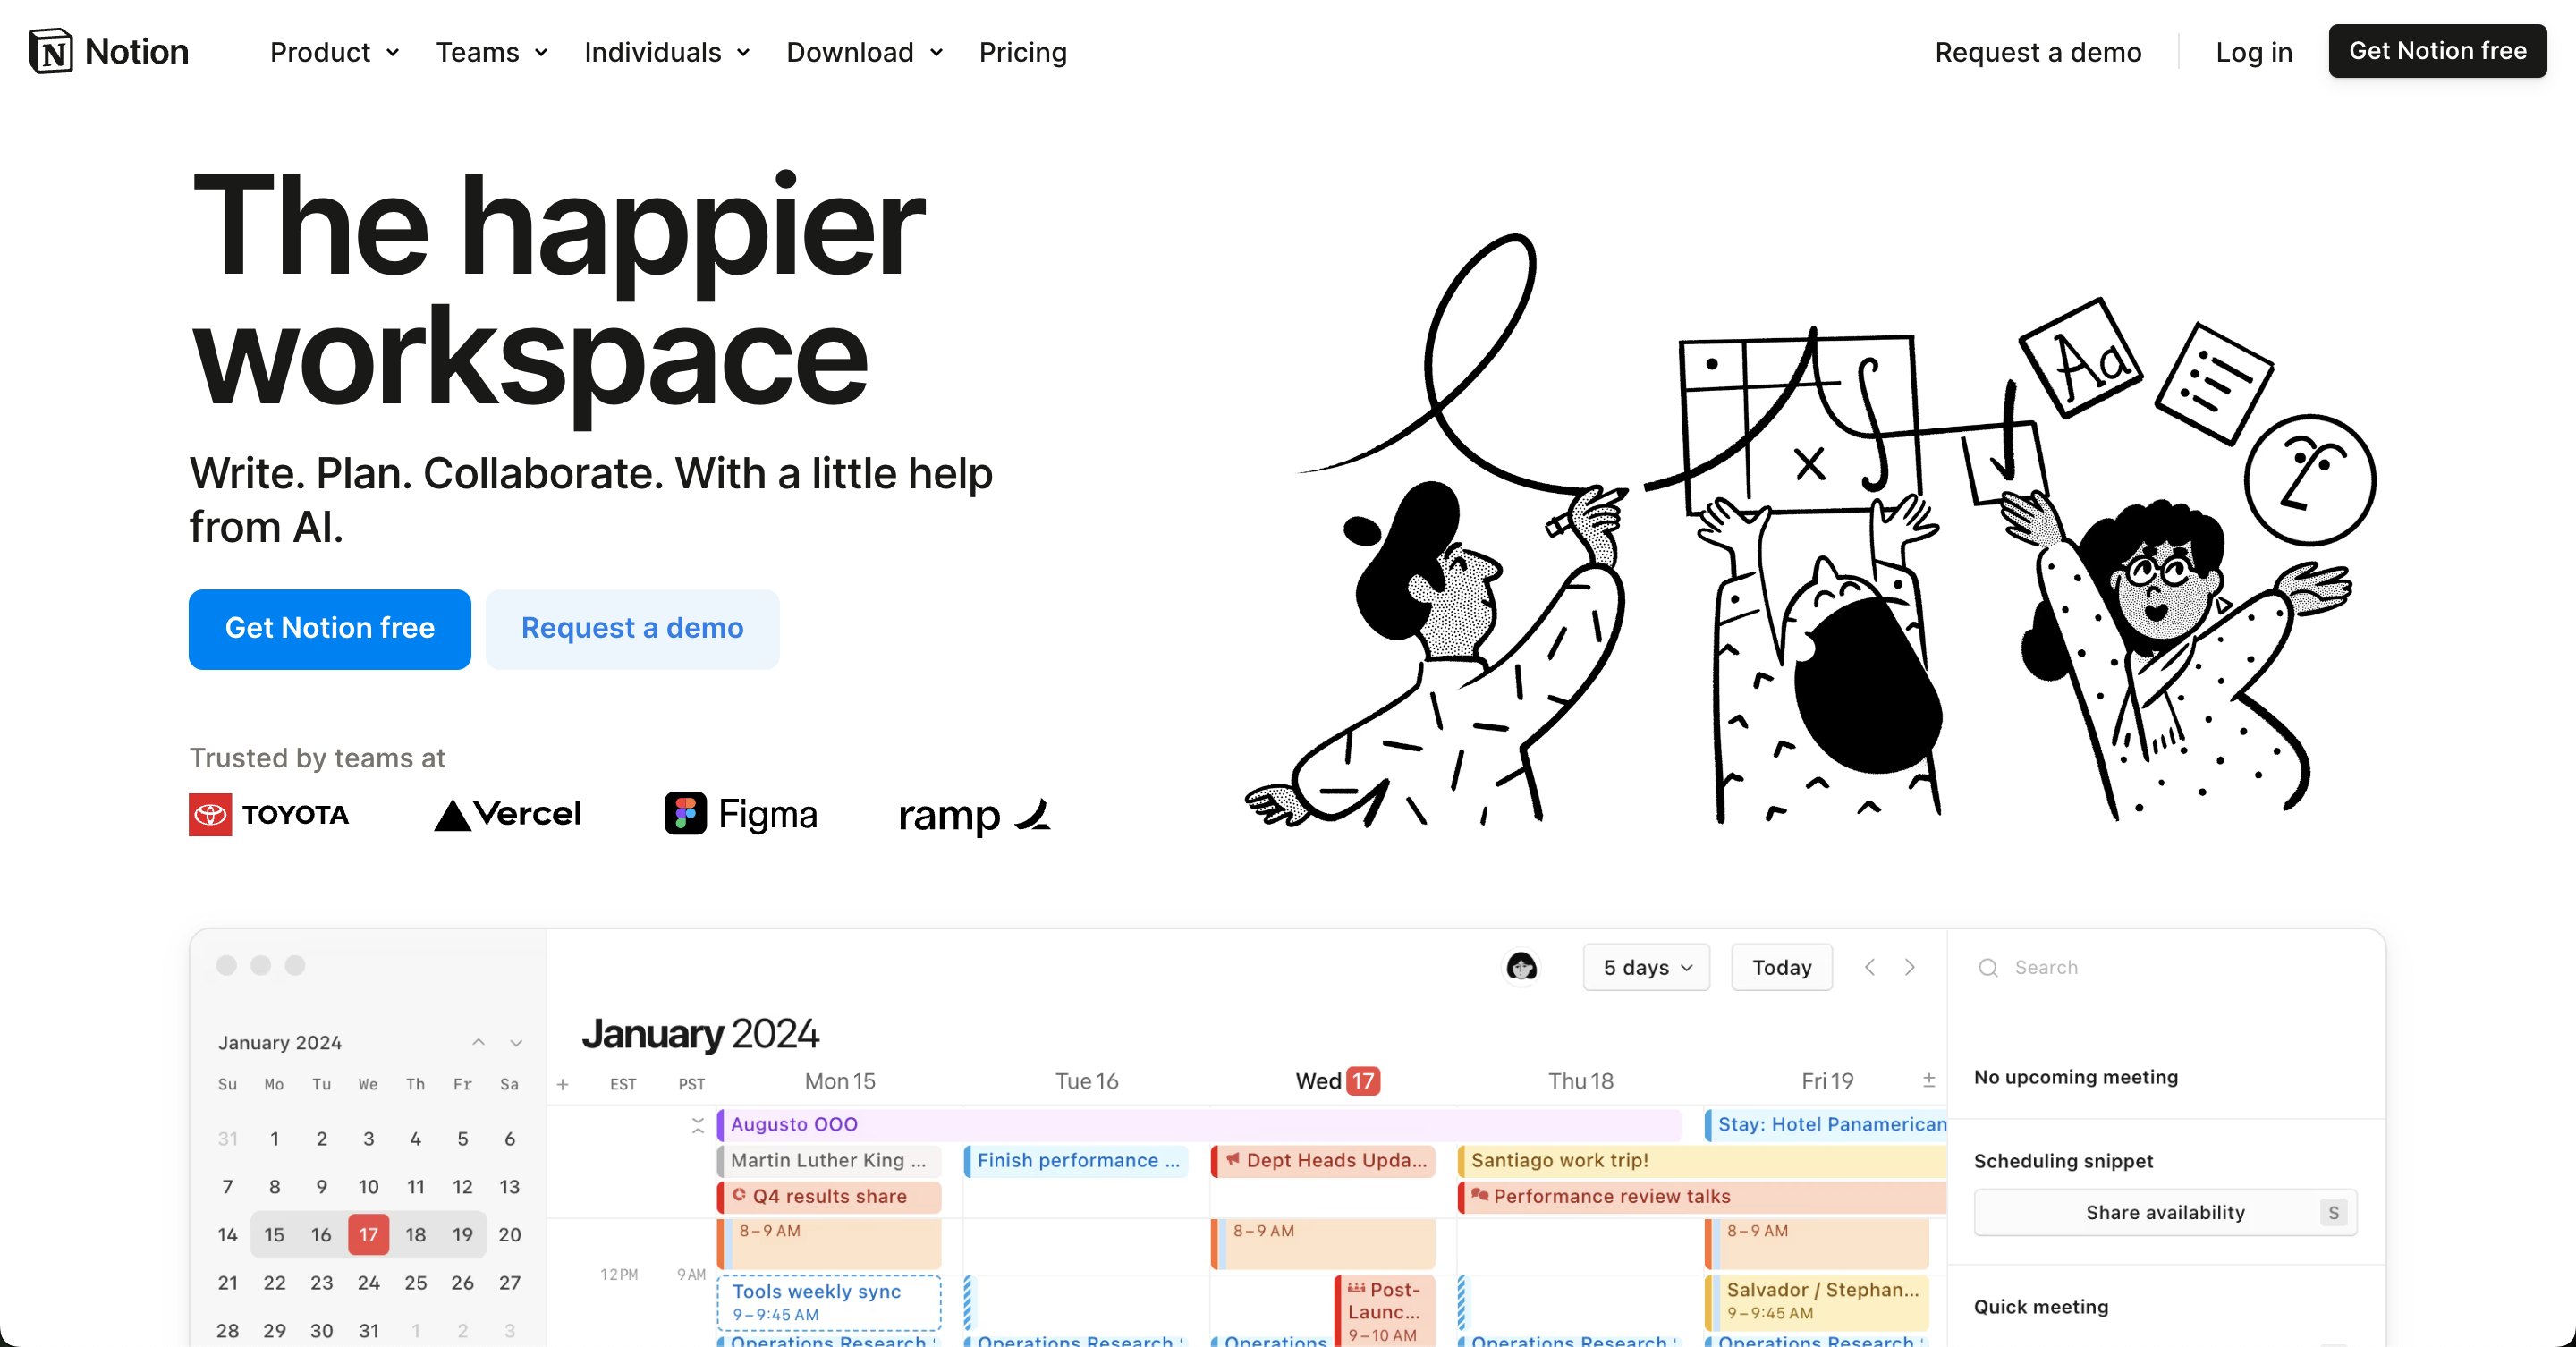 Notion
Product
Teams
Individuals
Download
Pricing
Request a demo
Log in
Get Notion free
The happier
workspace
Write. Plan. Collaborate. With a little help
from AI.
Get Notion free
Request a demo
Trusted by teams at
TOYOTA
Vercel
Figma
ramp
x
Aa
January 2024
Su Mo Tu We Th Fr Sa
31 1 2 3 4 5 6
7 8 9 10 11 12 13
14 15 16 17 18 19 20
21 22 23 24 25 26 27
28 29 30 31 1 2 3
5 days
Today
January 2024
+ EST PST Mon 15 Tue 16 Wed 17 Thu 18 Fri 19 ±
Augusto OOO
Stay: Hotel Panamerican
Martin Luther King ...
Finish performance ...
Dept Heads Upda...
Santiago work trip!
Q4 results share
Performance review talks
8–9 AM
8–9 AM
8–9 AM
12PM 9AM
Tools weekly sync
9–9:45 AM
Post-
Launc...
9–10 AM
Salvador / Stephan...
9–9:45 AM
Operations Research
Operations Research
Operations
Operations Research
Operations Research
Search
No upcoming meeting
Scheduling snippet
Share availability S
Quick meeting